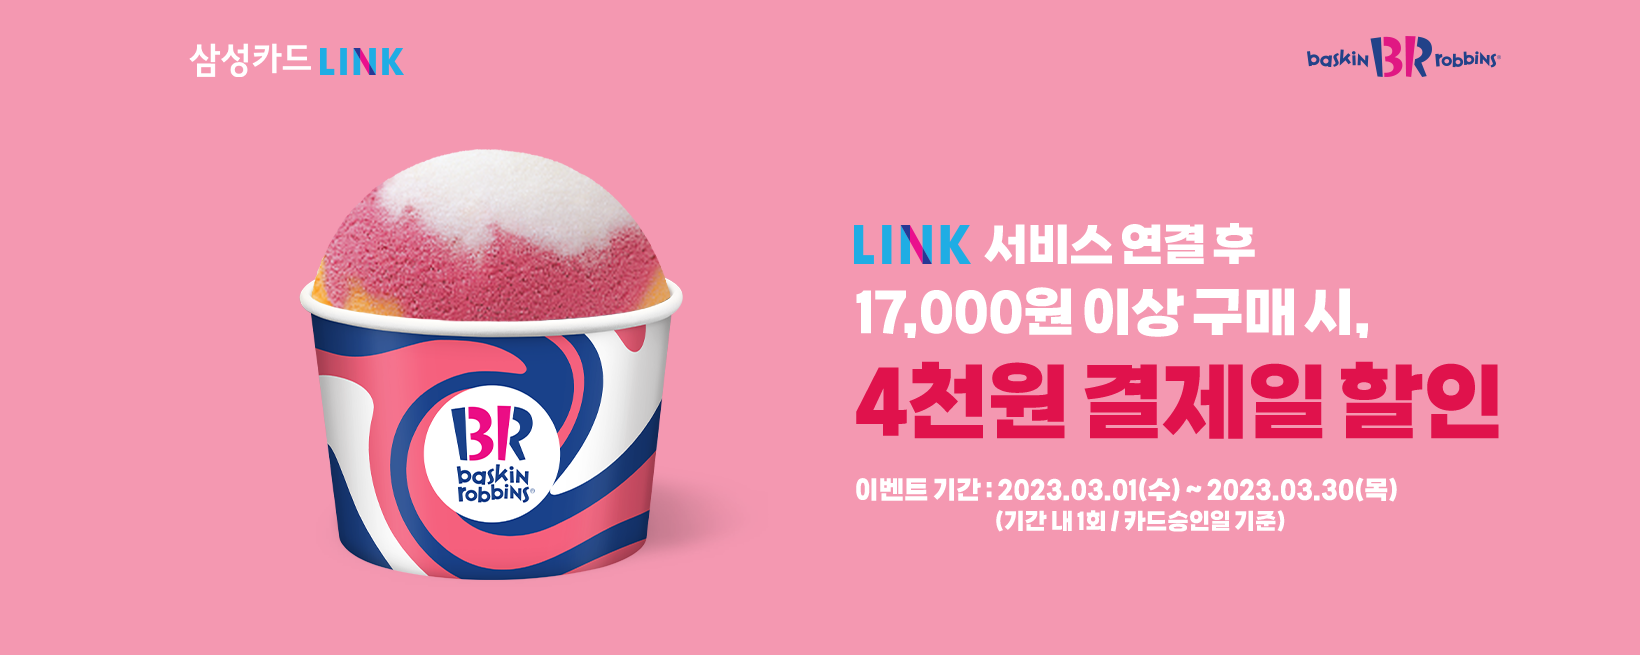 삼성카드 LINK
baskin BR robbins®
LINK 서비스 연결 후
17,000원 이상 구매 시,
4천원 결제일 할인
이벤트 기간 : 2023.03.01(수) ~ 2023.03.30(목)
(기간 내 1회 / 카드승인일 기준)
BR
baskin
robbins®